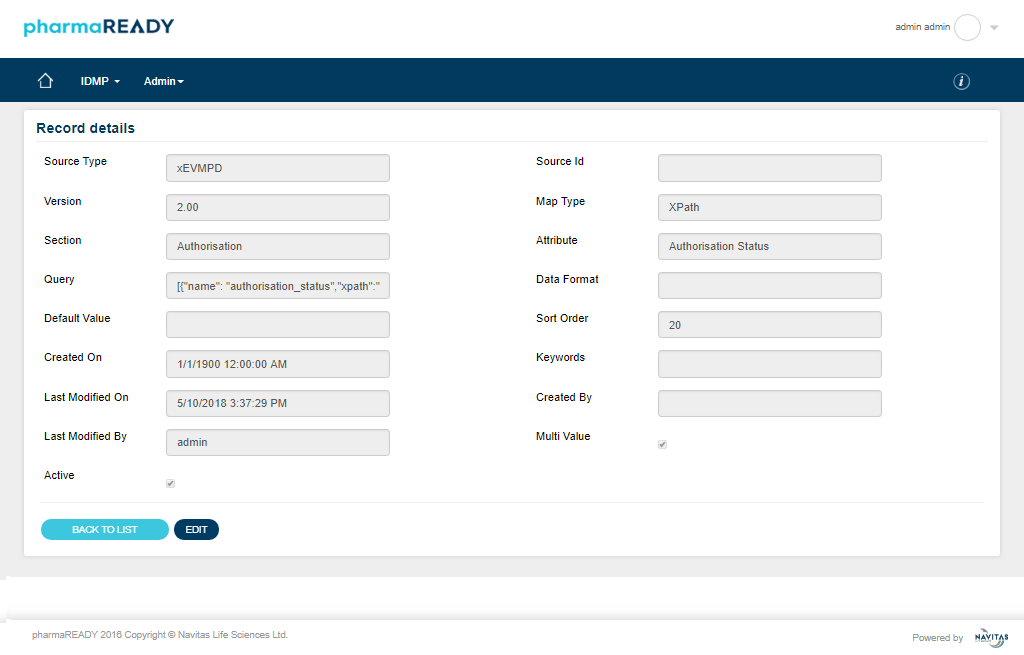 pharmaREADY
admin admin
IDMP
Admin
i
Record details
Source Type
xEVMPD
Source Id
Version
2.00
Map Type
XPath
Section
Authorisation
Attribute
Authorisation Status
Query
[{"name": "authorisation_status","xpath":"
Data Format
Default Value
Sort Order
20
Created On
1/1/1900 12:00:00 AM
Keywords
Last Modified On
5/10/2018 3:37:29 PM
Created By
Last Modified By
admin
Multi Value
Active
BACK TO LIST
EDIT
pharmaREADY 2016 Copyright © Navitas Life Sciences Ltd.
Powered by
NAVITAS